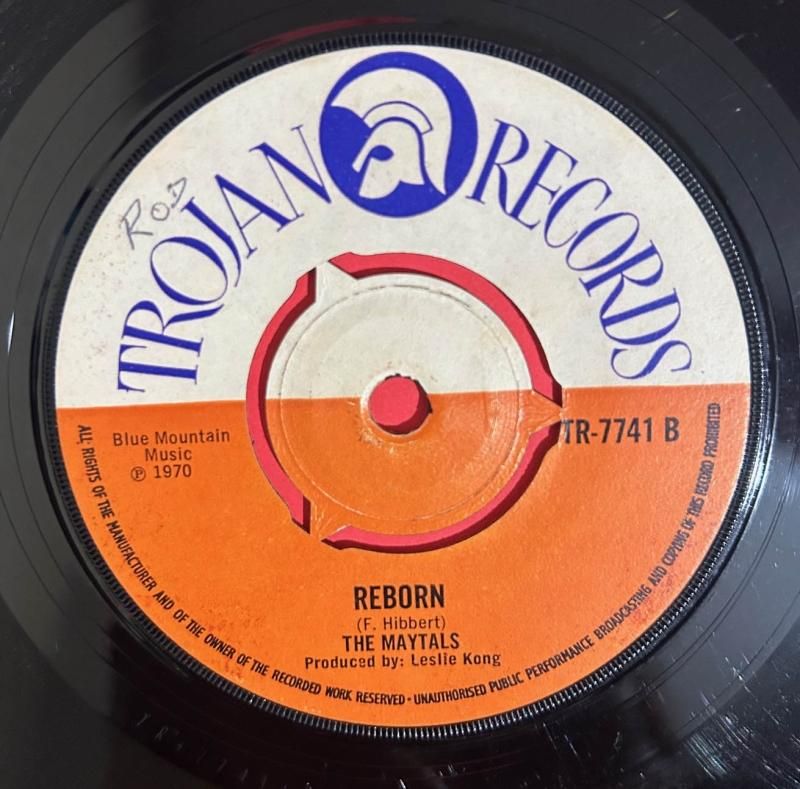 ROD
TROJAN RECORDS
Blue Mountain
Music
℗ 1970
TR-7741 B
REBORN
(F. Hibbert)
THE MAYTALS
Produced by: Leslie Kong
ALL RIGHTS OF THE MANUFACTURER AND OF THE OWNER OF THE RECORDED WORK RESERVED · UNAUTHORISED PUBLIC PERFORMANCE BROADCASTING AND COPYING OF THIS RECORD PROHIBITED